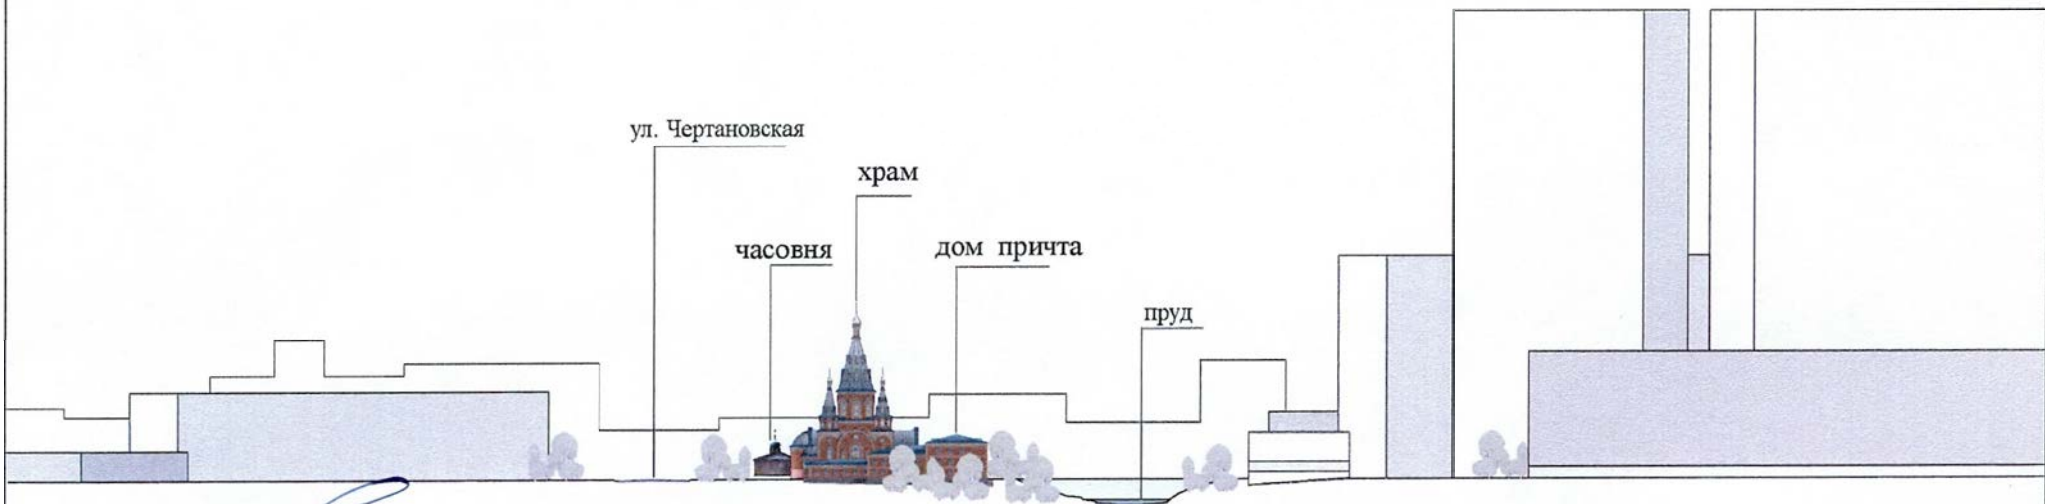 ул. Чертановская
храм
часовня
дом причта
пруд